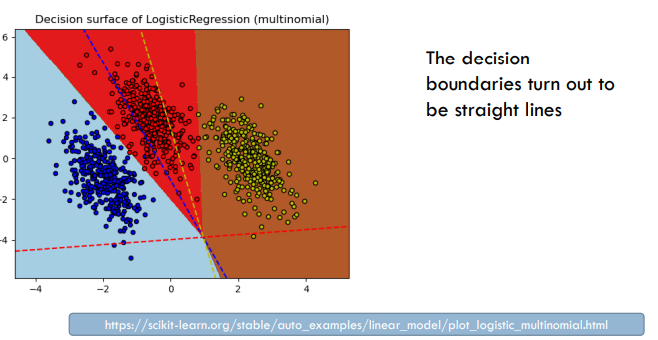 Decision surface of LogisticRegression (multinomial)
6
4
2
0
−2
−4
−4
−2
0
2
4
The decision
boundaries turn out to
be straight lines
https://scikit-learn.org/stable/auto_examples/linear_model/plot_logistic_multinomial.html